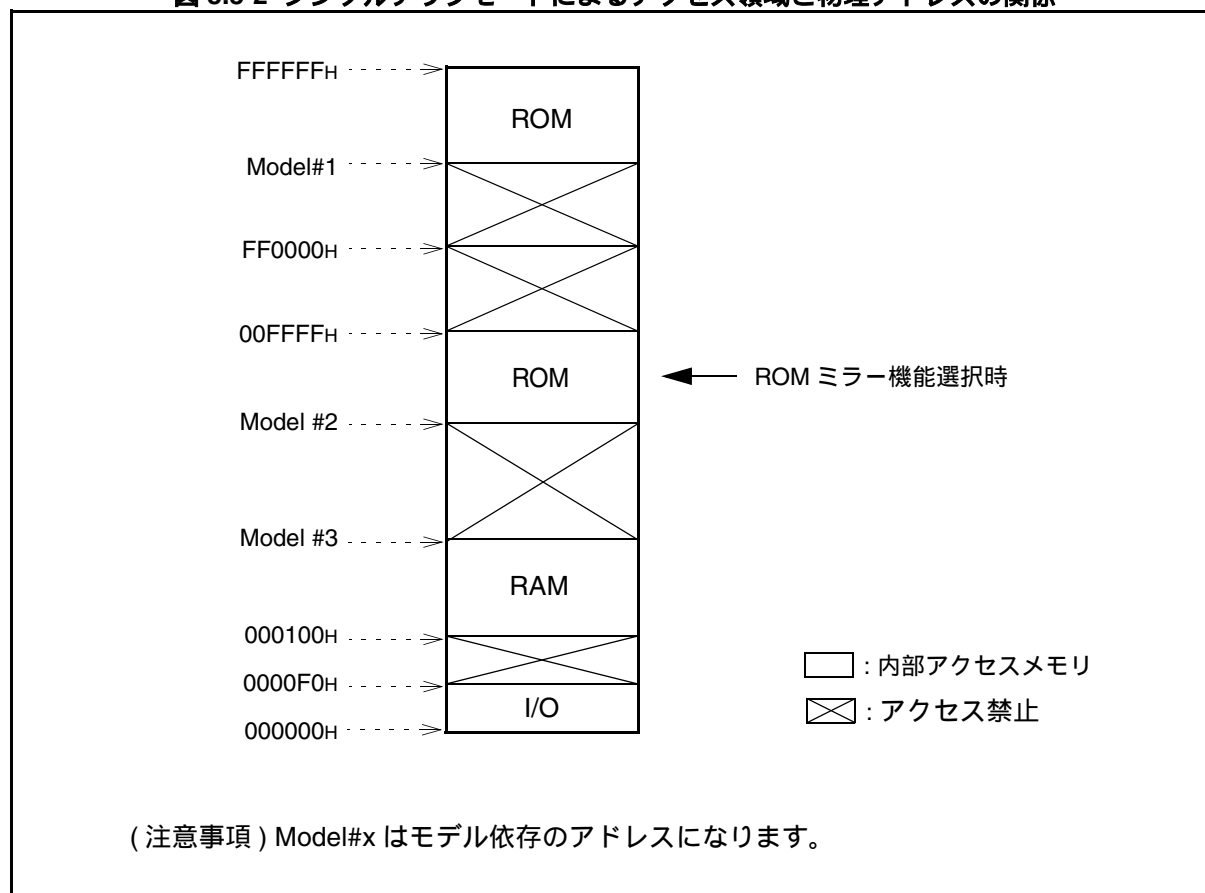 FFFFFFH
ROM
Model#1
FF0000H
00FFFFH
ROM
ROM ミラー機能選択時
Model #2
Model #3
RAM
000100H
0000F0H
I/O
000000H
: 内部アクセスメモリ
: アクセス禁止
( 注意事項 ) Model#x はモデル依存のアドレスになります。